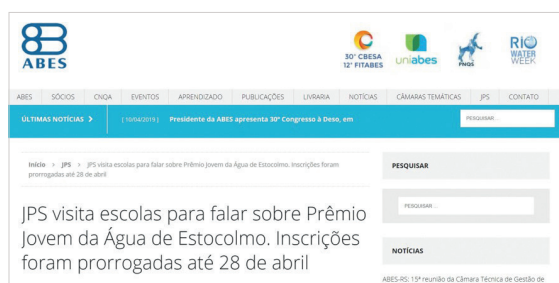 ABES
30° CBESA
12° FITABES
uniabes
FNQS
RIO
WATER
WEEK
ABES SÓCIOS CNQA EVENTOS APRENDIZADO PUBLICAÇÕES LIVRARIA NOTÍCIAS CÂMARAS TEMÁTICAS JPS CONTATO
ÚLTIMAS NOTÍCIAS [ 10/04/2019 ] Presidente da ABES apresenta 30º Congresso à Deso, em
PESQUISAR ...
Início > JPS > JPS visita escolas para falar sobre Prêmio Jovem da Água de Estocolmo. Inscrições foram
prorrogadas até 28 de abril
PESQUISAR
PESQUISAR ...
JPS visita escolas para falar sobre Prêmio
Jovem da Água de Estocolmo. Inscrições
foram prorrogadas até 28 de abril
NOTÍCIAS
ABES-RS: 15ª reunião da Câmara Técnica de Gestão de